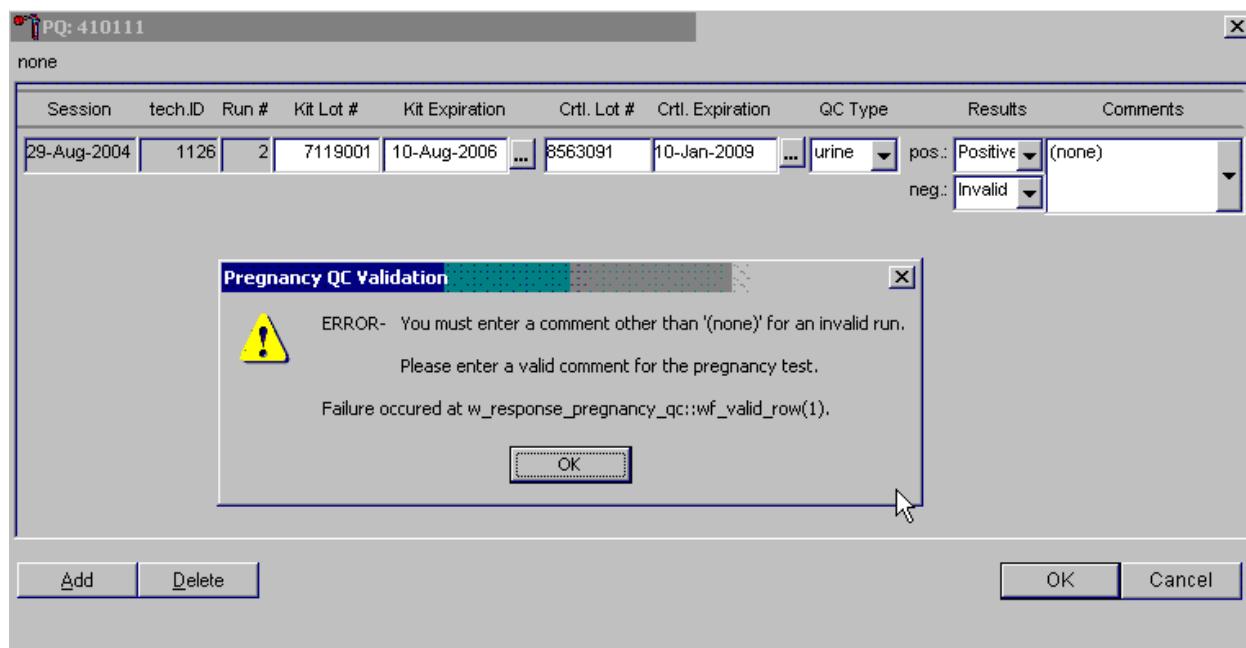 PQ: 410111
none
Session tech.ID Run # Kit Lot # Kit Expiration Crtl. Lot # Crtl. Expiration QC Type Results Comments
29-Aug-2004 1126 2 7119001 10-Aug-2006 ... 8563091 10-Jan-2009 ... urine pos.: Positive (none)
neg.: Invalid
Pregnancy QC Validation
ERROR- You must enter a comment other than '(none)' for an invalid run.
Please enter a valid comment for the pregnancy test.
Failure occured at w_response_pregnancy_qc::wf_valid_row(1).
OK
Add Delete OK Cancel